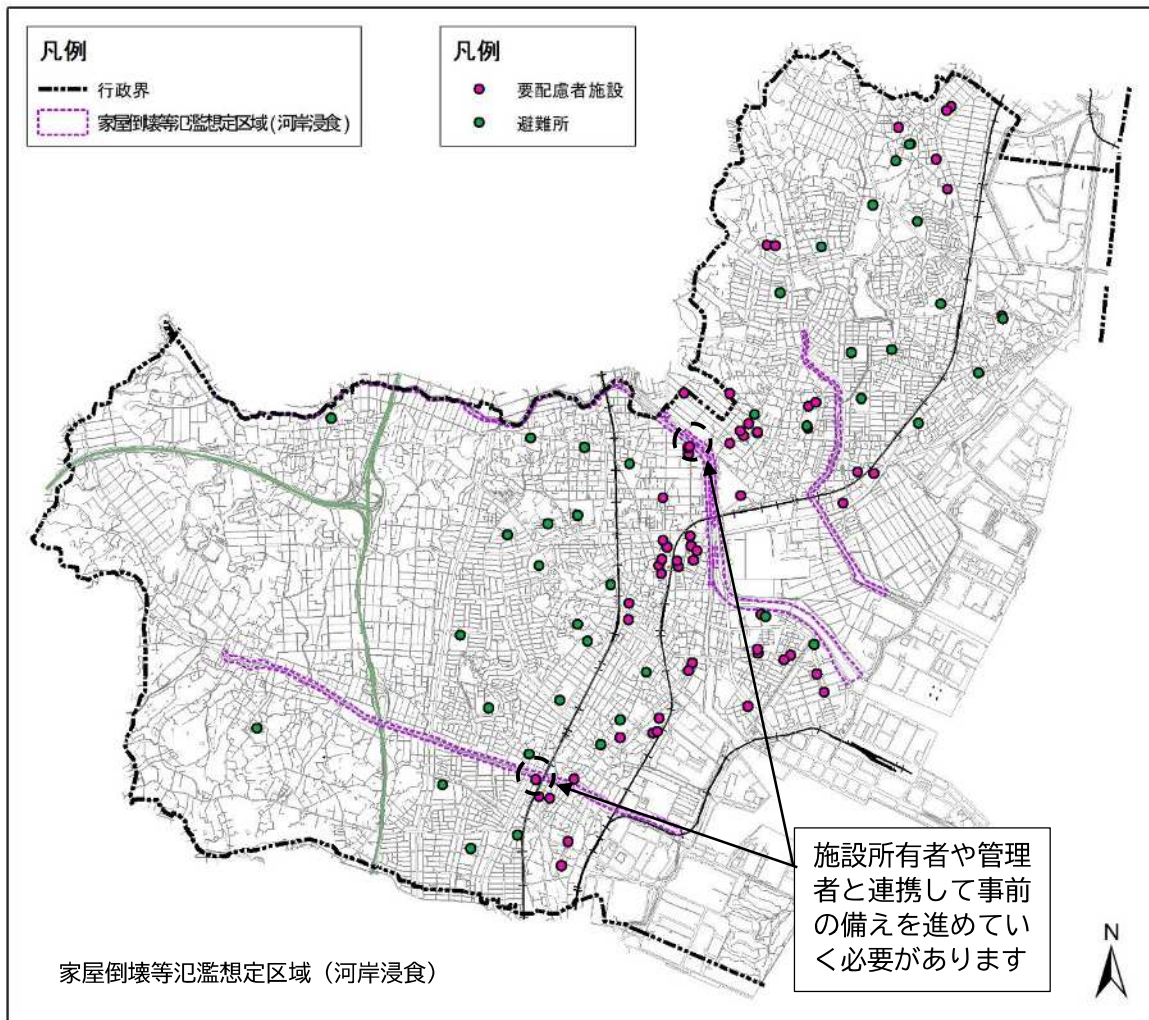 凡例
行政界
家屋倒壊等氾濫想定区域(河岸浸食)
凡例
要配慮者施設
避難所
施設所有者や管理
者と連携して事前
の備えを進めてい
く必要があります
家屋倒壊等氾濫想定区域（河岸浸食）
N